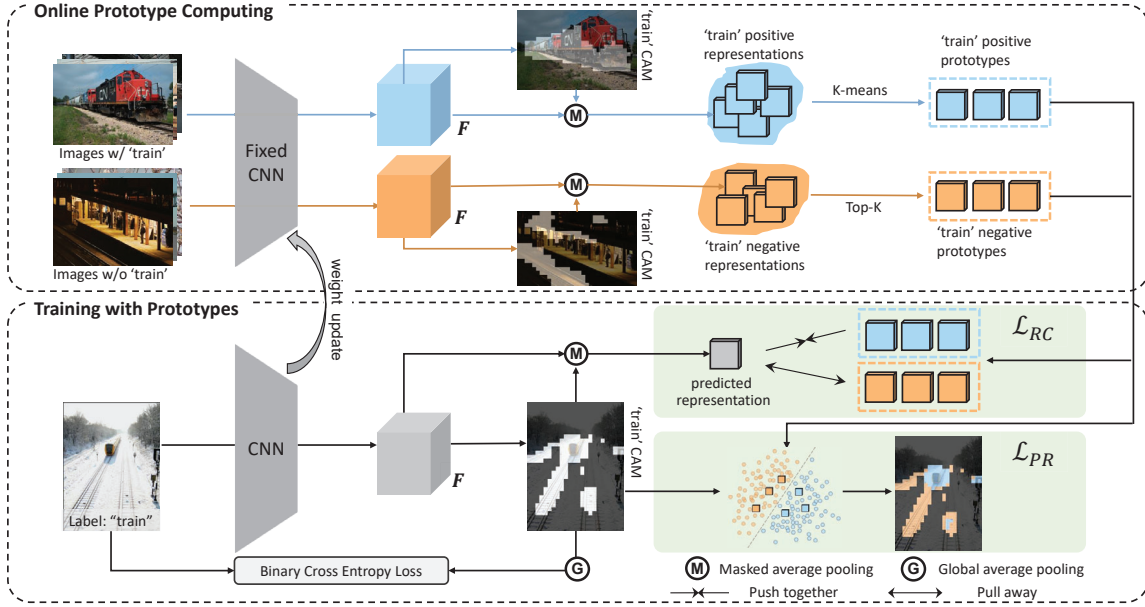 Online Prototype Computing
Images w/ 'train'
Images w/o 'train'
Fixed
CNN
F
F
'train' CAM
M
M
'train' CAM
'train' positive
representations
K-means
'train' positive
prototypes
Top-K
'train' negative
representations
'train' negative
prototypes
weight update
Training with Prototypes
Label: "train"
CNN
F
M
'train' CAM
predicted
representation
ℒRC
ℒPR
Binary Cross Entropy Loss
G
M Masked average pooling
G Global average pooling
Push together
Pull away